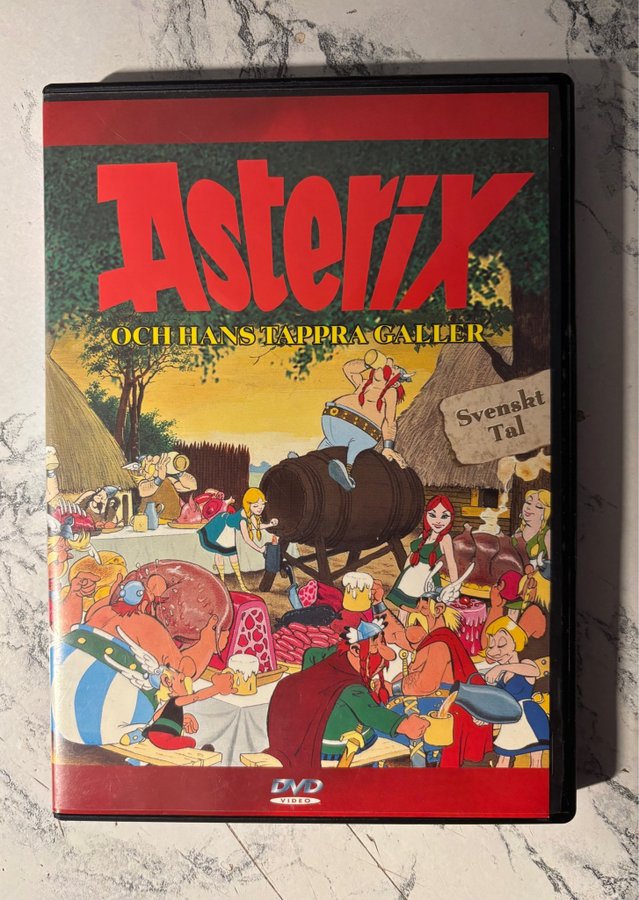 Asterix
OCH HANS TAPPRA GALLER
Svenskt
Tal
DVD
VIDEO